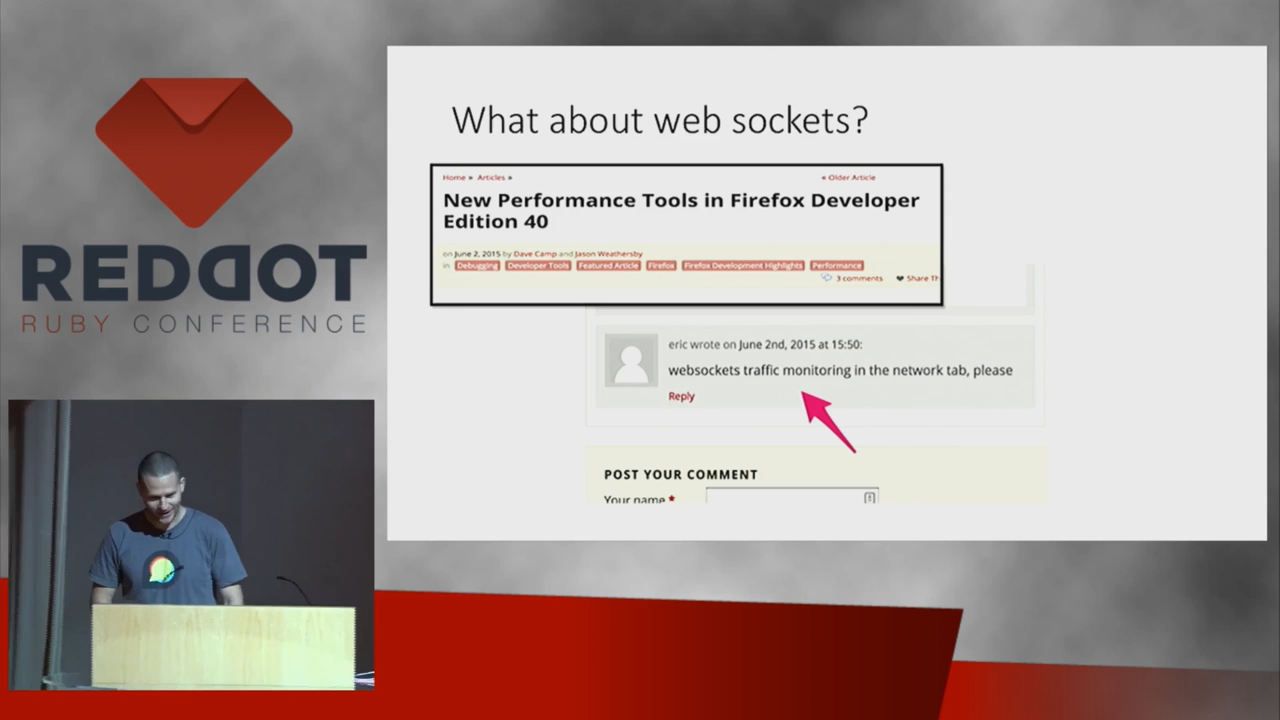 REDDOT
RUBY CONFERENCE
What about web sockets?
Home » Articles »
« Older Article
New Performance Tools in Firefox Developer
Edition 40
on June 2, 2015 by Dave Camp and Jason Weathersby
in Debugging Developer Tools Featured Article Firefox Firefox Development Highlights Performance
3 comments Share Th
eric wrote on June 2nd, 2015 at 15:50:
websockets traffic monitoring in the network tab, please
Reply
POST YOUR COMMENT
Your name *